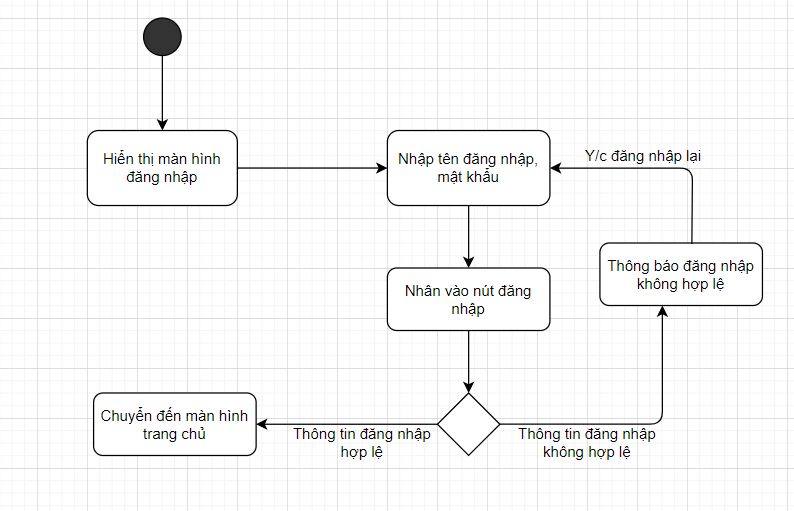 Hiển thị màn hình
đăng nhập
Nhập tên đăng nhập,
mật khẩu
Y/c đăng nhập lại
Thông báo đăng nhập
không hợp lệ
Nhân vào nút đăng
nhập
Chuyển đến màn hình
trang chủ
Thông tin đăng nhập
hợp lệ
Thông tin đăng nhập
không hợp lệ